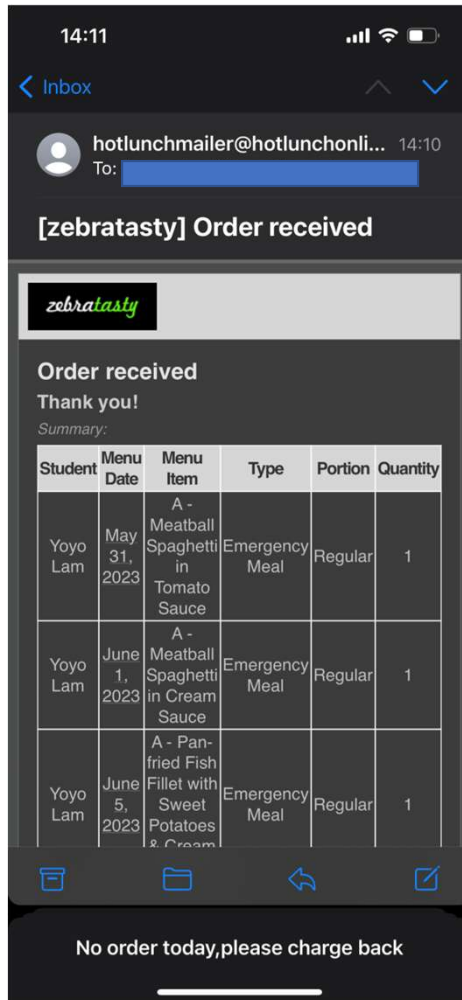 14:11
Inbox
hotlunchmailer@hotlunchonli... 14:10
To:
[zebratasty] Order received
zebratasty
Order received
Thank you!
Summary:
Student Menu Date Menu Item Type Portion Quantity
Yoyo Lam May 31, 2023 A - Meatball Spaghetti in Tomato Sauce Emergency Meal Regular 1
Yoyo Lam June 1, 2023 A - Meatball Spaghetti in Cream Sauce Emergency Meal Regular 1
Yoyo Lam June 5, 2023 A - Pan-fried Fish Fillet with Sweet Potatoes & Cream Emergency Meal Regular 1
No order today,please charge back